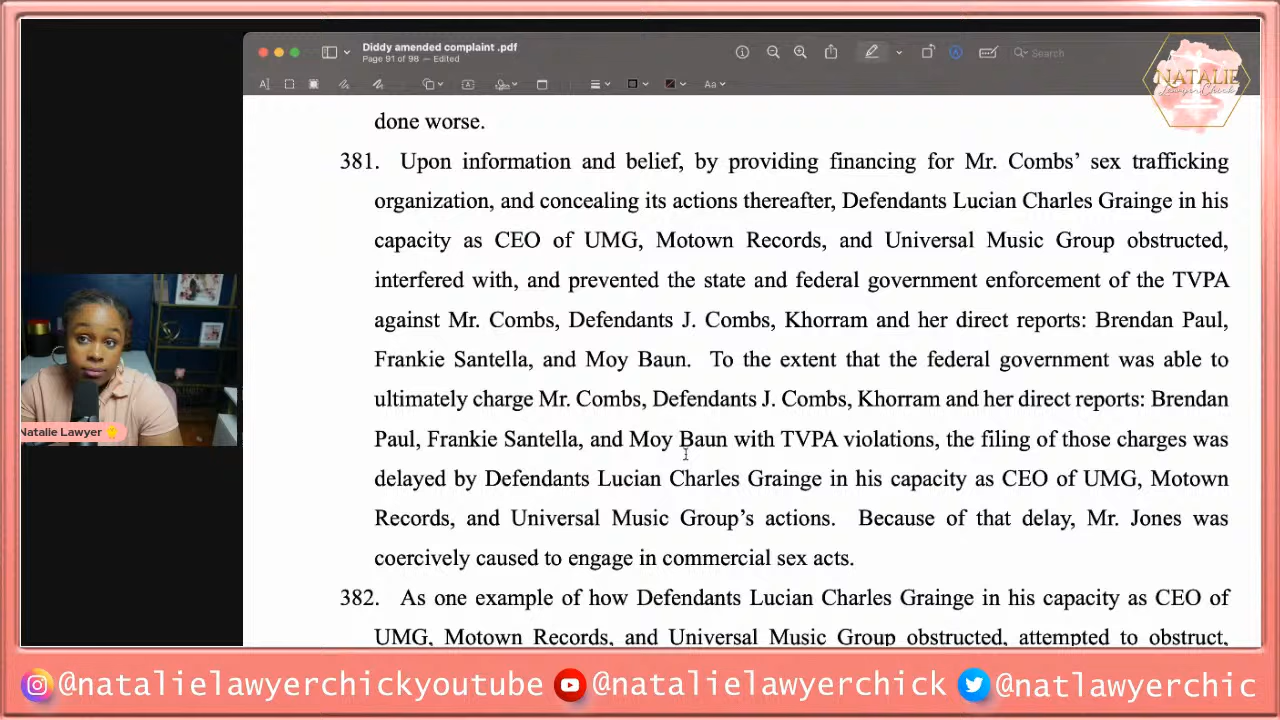 Diddy amended complaint .pdf
Page 91 of 98 — Edited
Search
NATALIE
LawyerChick
done worse.
381. Upon information and belief, by providing financing for Mr. Combs’ sex trafficking
organization, and concealing its actions thereafter, Defendants Lucian Charles Grainge in his
capacity as CEO of UMG, Motown Records, and Universal Music Group obstructed,
interfered with, and prevented the state and federal government enforcement of the TVPA
against Mr. Combs, Defendants J. Combs, Khorram and her direct reports: Brendan Paul,
Frankie Santella, and Moy Baun. To the extent that the federal government was able to
ultimately charge Mr. Combs, Defendants J. Combs, Khorram and her direct reports: Brendan
Paul, Frankie Santella, and Moy Baun with TVPA violations, the filing of those charges was
delayed by Defendants Lucian Charles Grainge in his capacity as CEO of UMG, Motown
Records, and Universal Music Group’s actions. Because of that delay, Mr. Jones was
coercively caused to engage in commercial sex acts.
382. As one example of how Defendants Lucian Charles Grainge in his capacity as CEO of
UMG, Motown Records, and Universal Music Group obstructed, attempted to obstruct,
Natalie Lawyer
@natalielawyerchickyoutube
@natalielawyerchick
@natlawyerchic